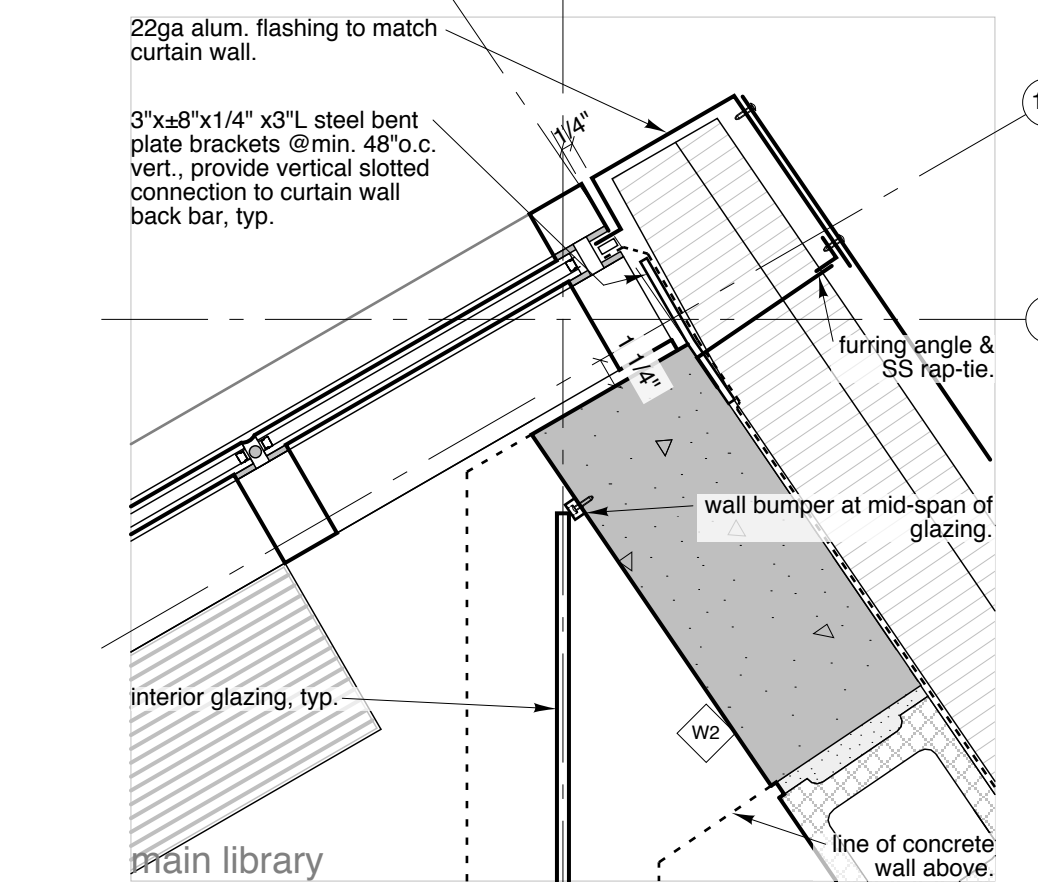 22ga alum. flashing to match
curtain wall.
3"x±8"x1/4" x3"L steel bent
plate brackets @min. 48"o.c.
vert., provide vertical slotted
connection to curtain wall
back bar, typ.
1/4"
1
furring angle &
SS rap-tie.
1 1/4"
wall bumper at mid-span of
glazing.
interior glazing, typ.
W2
line of concrete
wall above.
main library